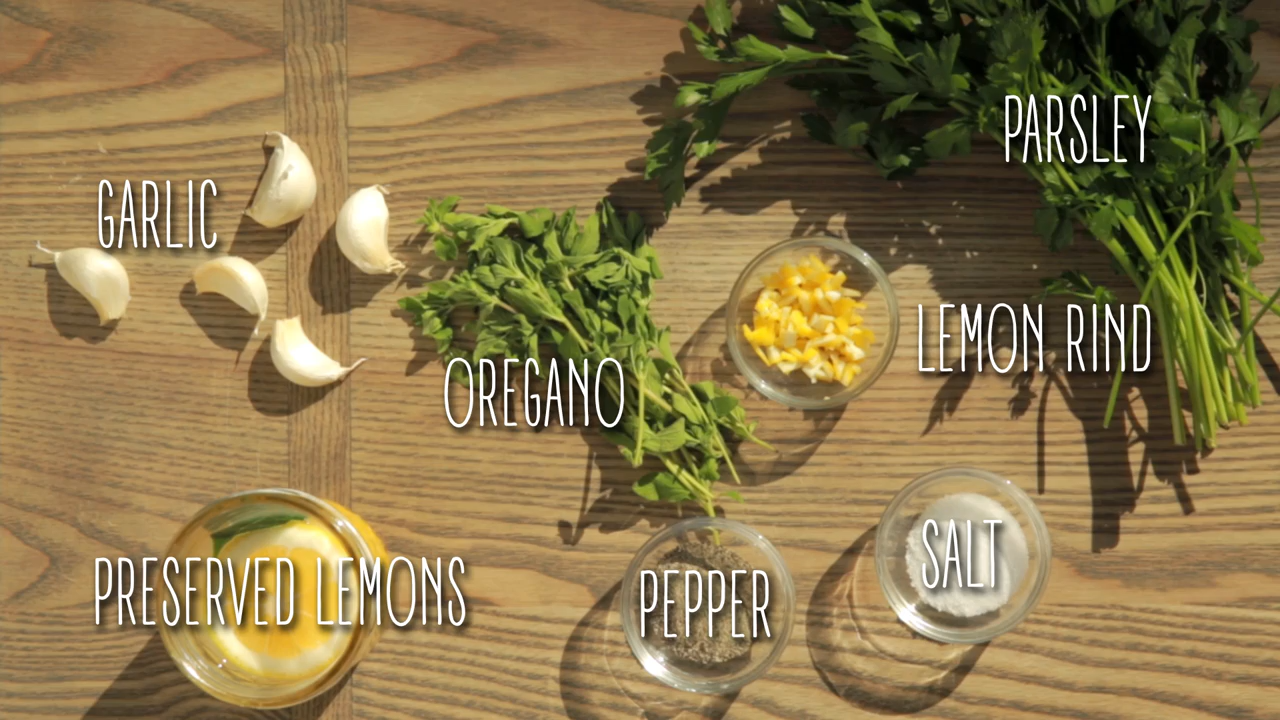 PARSLEY
GARLIC
LEMON RIND
OREGANO
PRESERVED LEMONS
PEPPER
SALT